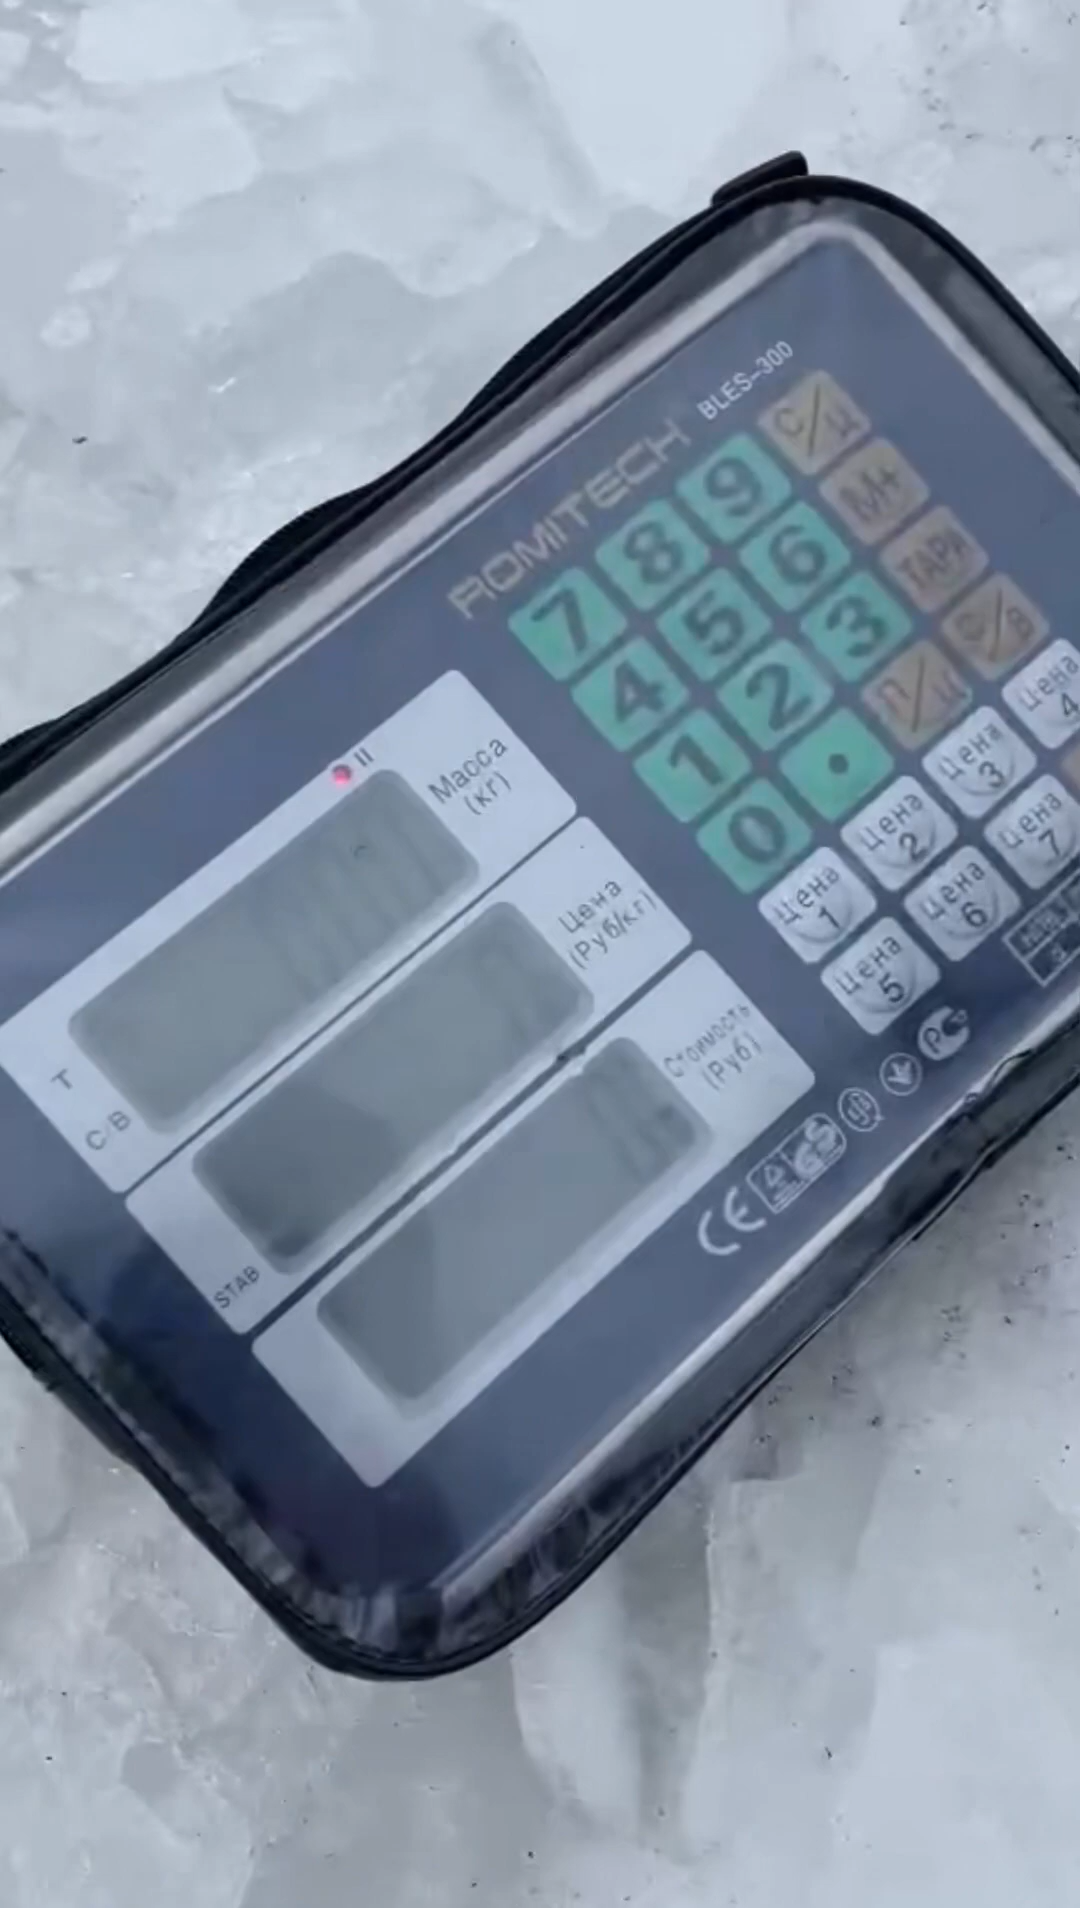 ROMITECH BLES-300
7 8 9 С/Ц
4 5 6 М+
1 2 3 ТАРА
0 . П/Ц С/В
цена 1 цена 2 цена 3 цена 4
цена 5 цена 6 цена 7
II
Масса
(кг)
Т
С/В
Цена
(Руб/кг)
STAB
Стоимость
(Руб)
CE